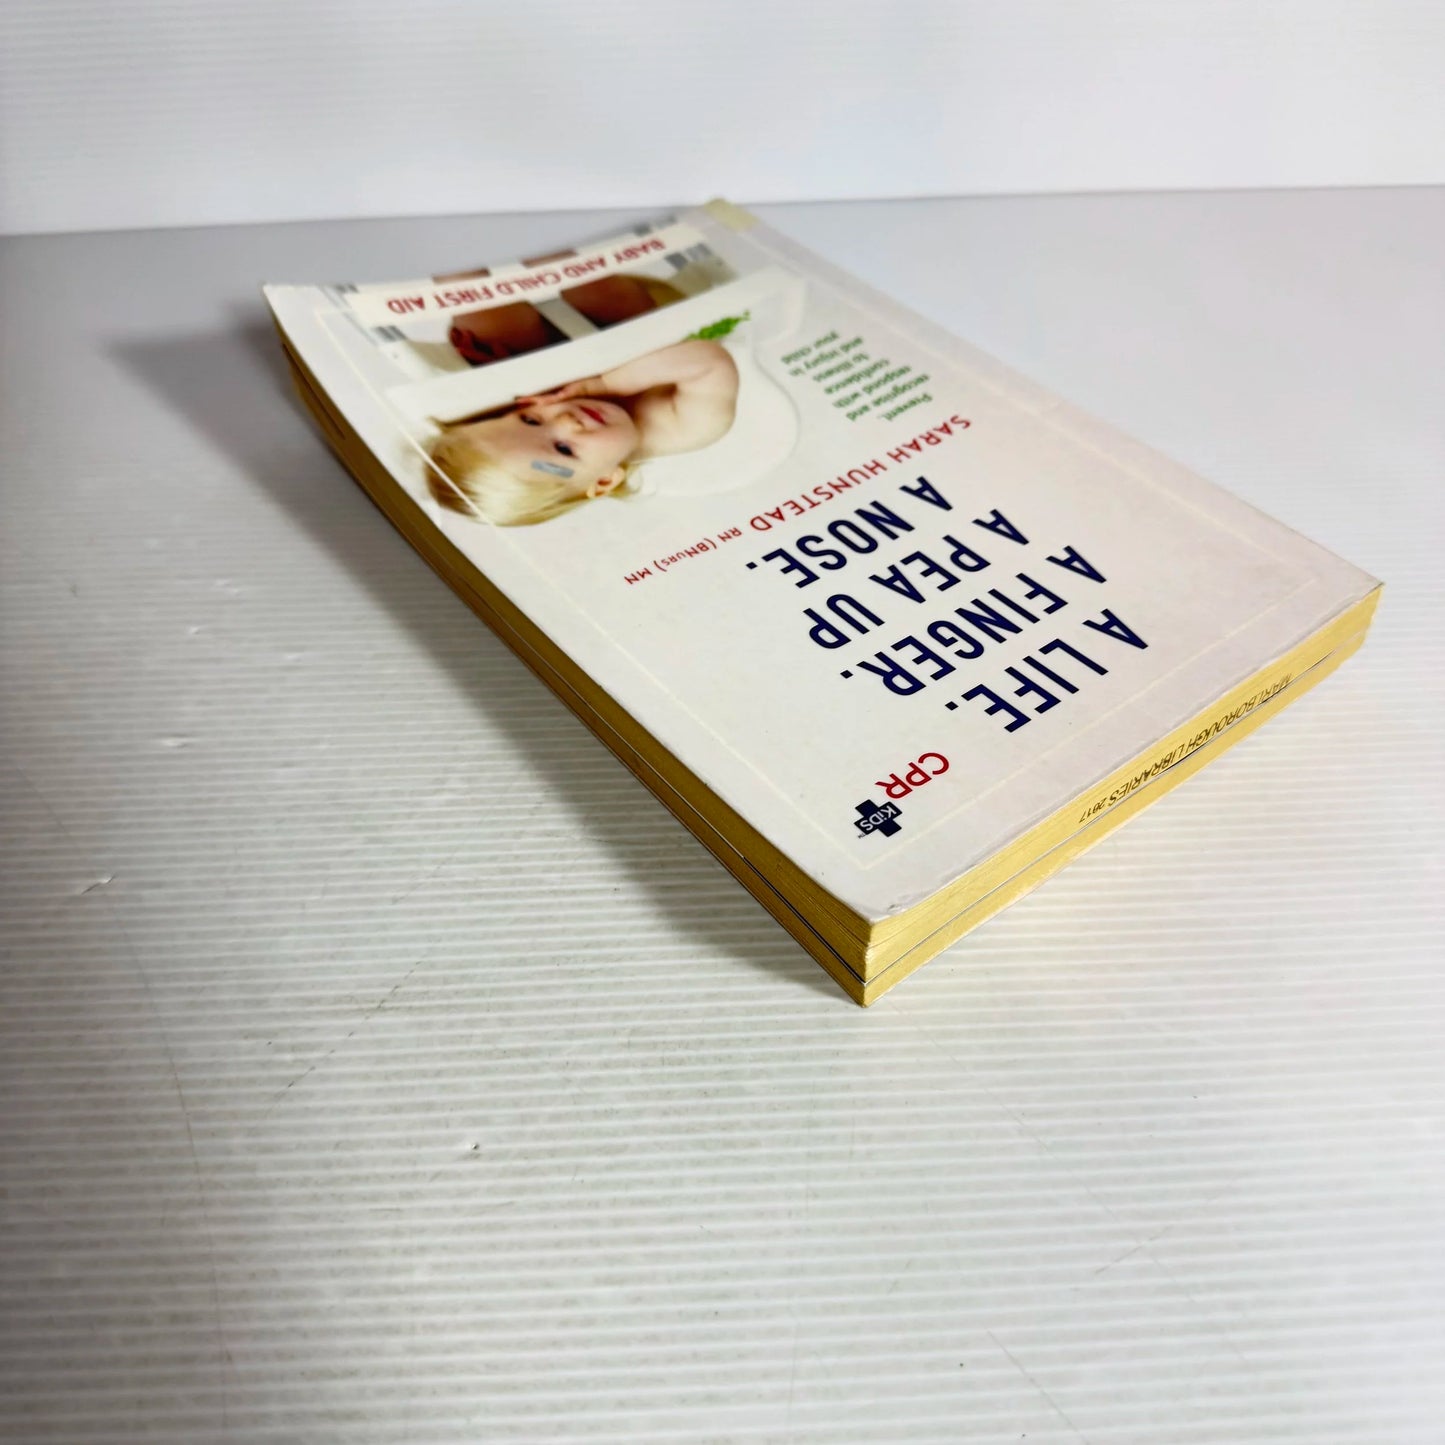 CPR
KiDS™
A LIFE.
A FINGER.
A PEA UP
A NOSE.
SARAH HUNSTEAD RN (BNurs) MN
Prevent,
recognise and
respond with
confidence
to illness
and injury in
your child
BABY AND CHILD FIRST AID
MARLBOROUGH LIBRARIES 2017